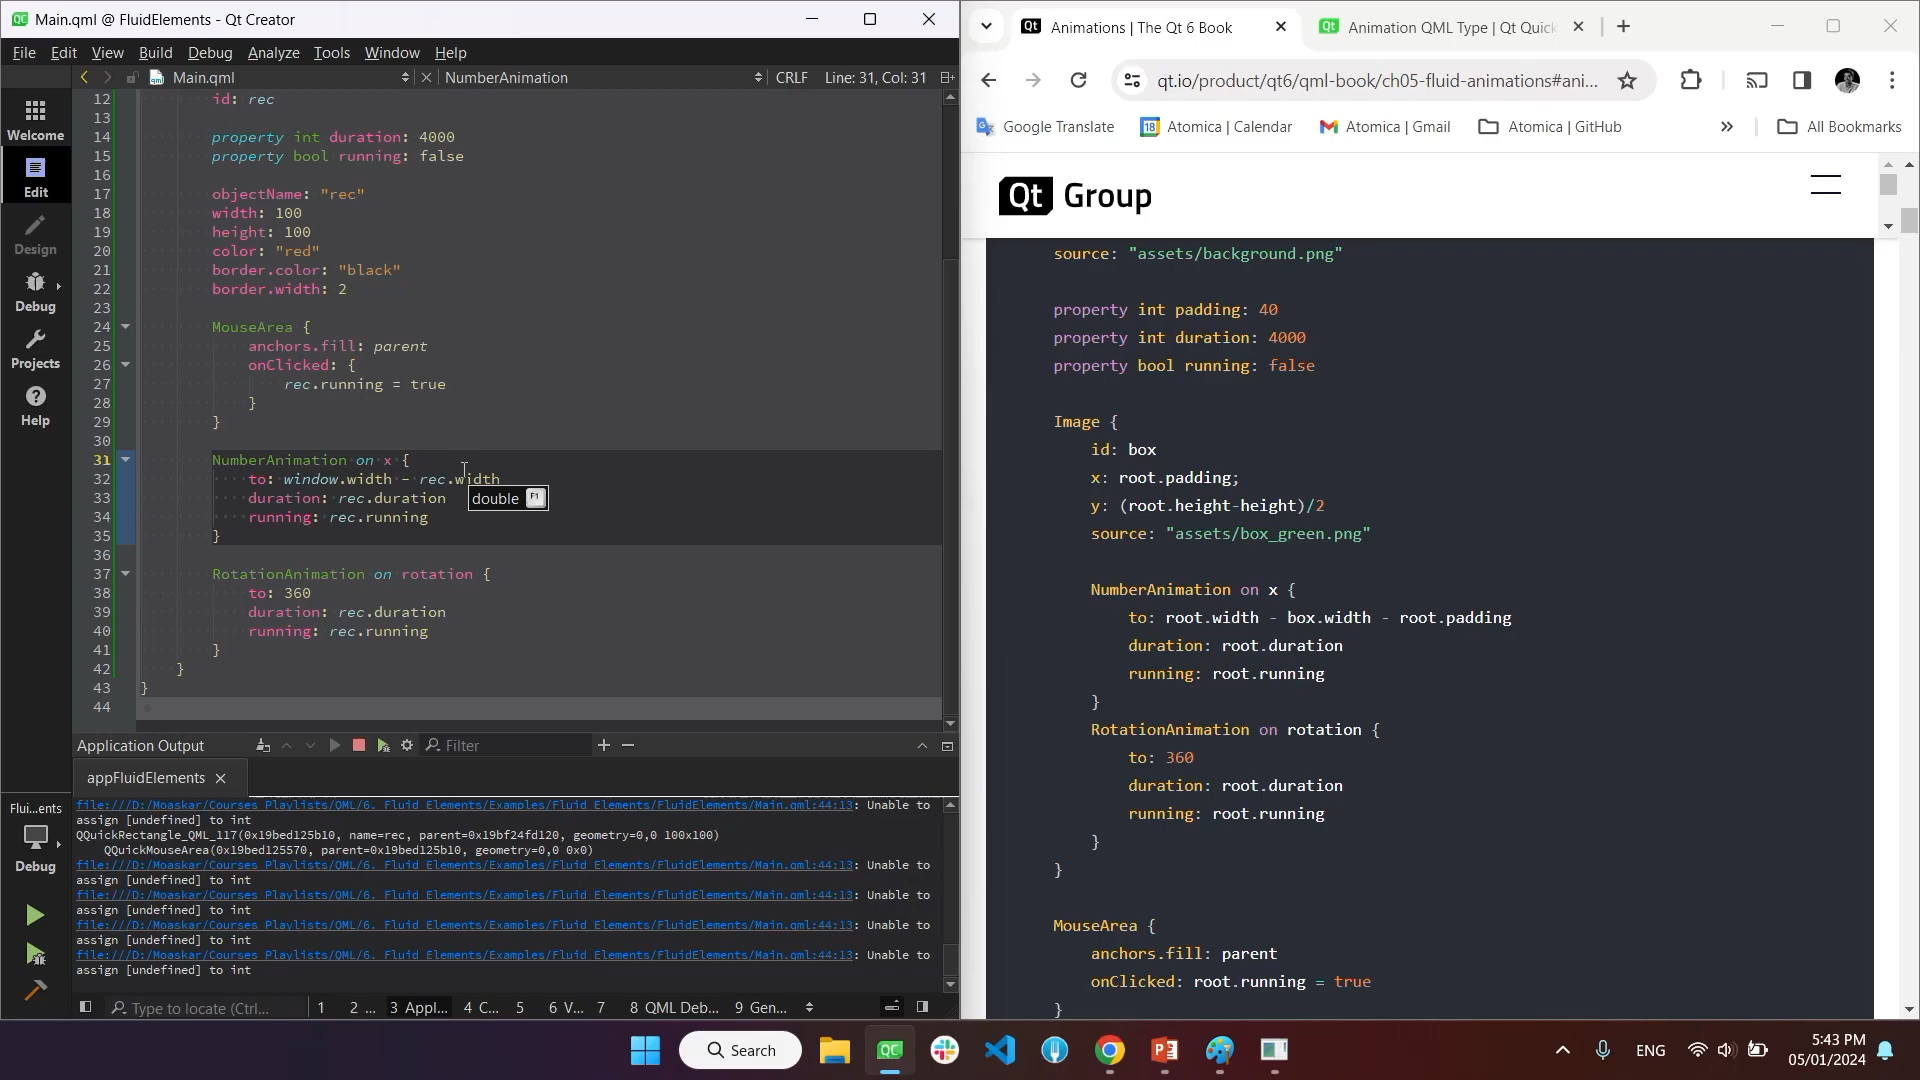 Main.qml @ FluidElements - Qt Creator
File Edit View Build Debug Analyze Tools Window Help
Main.qml NumberAnimation CRLF Line: 31, Col: 31
Welcome
Edit
Design
Debug
Projects
Help
Flui...ents
Debug
12 id: rec
13
14 property int duration: 4000
15 property bool running: false
16
17 objectName: "rec"
18 width: 100
19 height: 100
20 color: "red"
21 border.color: "black"
22 border.width: 2
23
24 MouseArea {
25 anchors.fill: parent
26 onClicked: {
27 rec.running = true
28 }
29 }
30
31 NumberAnimation on x {
32 to: window.width - rec.width
33 duration: rec.duration
34 running: rec.running
35 }
36
37 RotationAnimation on rotation {
38 to: 360
39 duration: rec.duration
40 running: rec.running
41 }
42 }
43 }
44
double F1
Application Output Filter
appFluidElements
file:///D:/Moaskar/Courses Playlists/QML/6. Fluid Elements/Examples/Fluid Elements/FluidElements/Main.qml:44:13: Unable to
assign [undefined] to int
QQuickRectangle_QML_117(0x19bed125b10, name=rec, parent=0x19bf24fd120, geometry=0,0 100x100)
QQuickMouseArea(0x19bed125570, parent=0x19bed125b10, geometry=0,0 0x0)
file:///D:/Moaskar/Courses Playlists/QML/6. Fluid Elements/Examples/Fluid Elements/FluidElements/Main.qml:44:13: Unable to
assign [undefined] to int
file:///D:/Moaskar/Courses Playlists/QML/6. Fluid Elements/Examples/Fluid Elements/FluidElements/Main.qml:44:13: Unable to
assign [undefined] to int
file:///D:/Moaskar/Courses Playlists/QML/6. Fluid Elements/Examples/Fluid Elements/FluidElements/Main.qml:44:13: Unable to
assign [undefined] to int
file:///D:/Moaskar/Courses Playlists/QML/6. Fluid Elements/Examples/Fluid Elements/FluidElements/Main.qml:44:13: Unable to
assign [undefined] to int
Type to locate (Ctrl... 1 2 ... 3 Appl... 4 C... 5 6 V... 7 8 QML Deb... 9 Gen...
Animations | The Qt 6 Book Animation QML Type | Qt Quick
qt.io/product/qt6/qml-book/ch05-fluid-animations#ani...
Google Translate 18 Atomica | Calendar Atomica | Gmail Atomica | GitHub All Bookmarks
Qt Group
source: "assets/background.png"
property int padding: 40
property int duration: 4000
property bool running: false
Image {
id: box
x: root.padding;
y: (root.height-height)/2
source: "assets/box_green.png"
NumberAnimation on x {
to: root.width - box.width - root.padding
duration: root.duration
running: root.running
}
RotationAnimation on rotation {
to: 360
duration: root.duration
running: root.running
}
}
MouseArea {
anchors.fill: parent
onClicked: root.running = true
}
Search
ENG
5:43 PM
05/01/2024